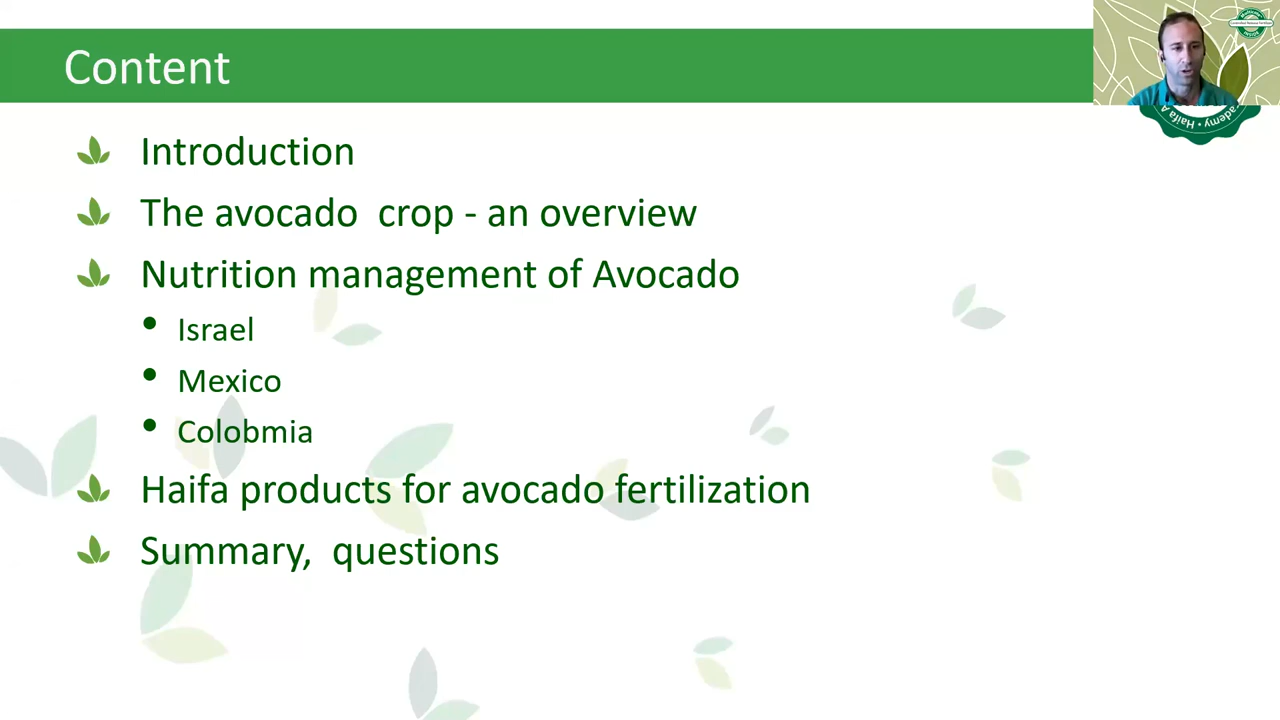 Content
Introduction
The avocado crop - an overview
Nutrition management of Avocado
Israel
Mexico
Colobmia
Haifa products for avocado fertilization
Summary, questions